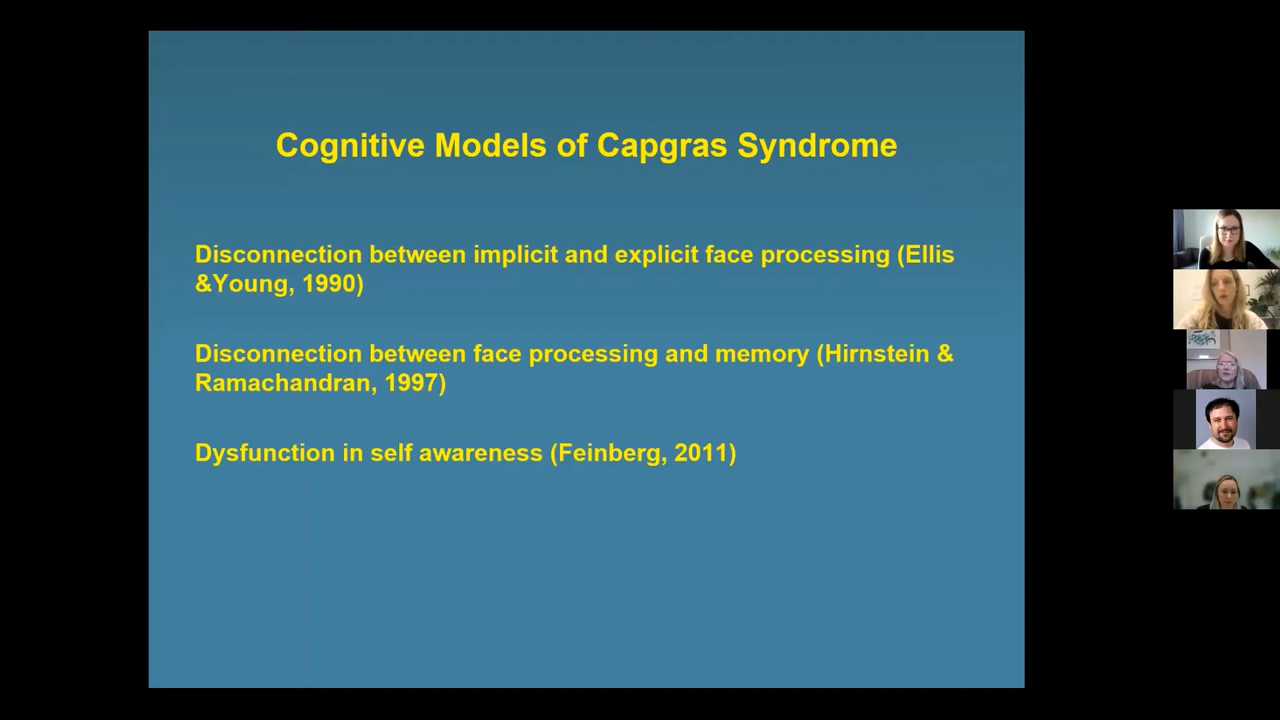 Cognitive Models of Capgras Syndrome
Disconnection between implicit and explicit face processing (Ellis
&Young, 1990)
Disconnection between face processing and memory (Hirnstein &
Ramachandran, 1997)
Dysfunction in self awareness (Feinberg, 2011)